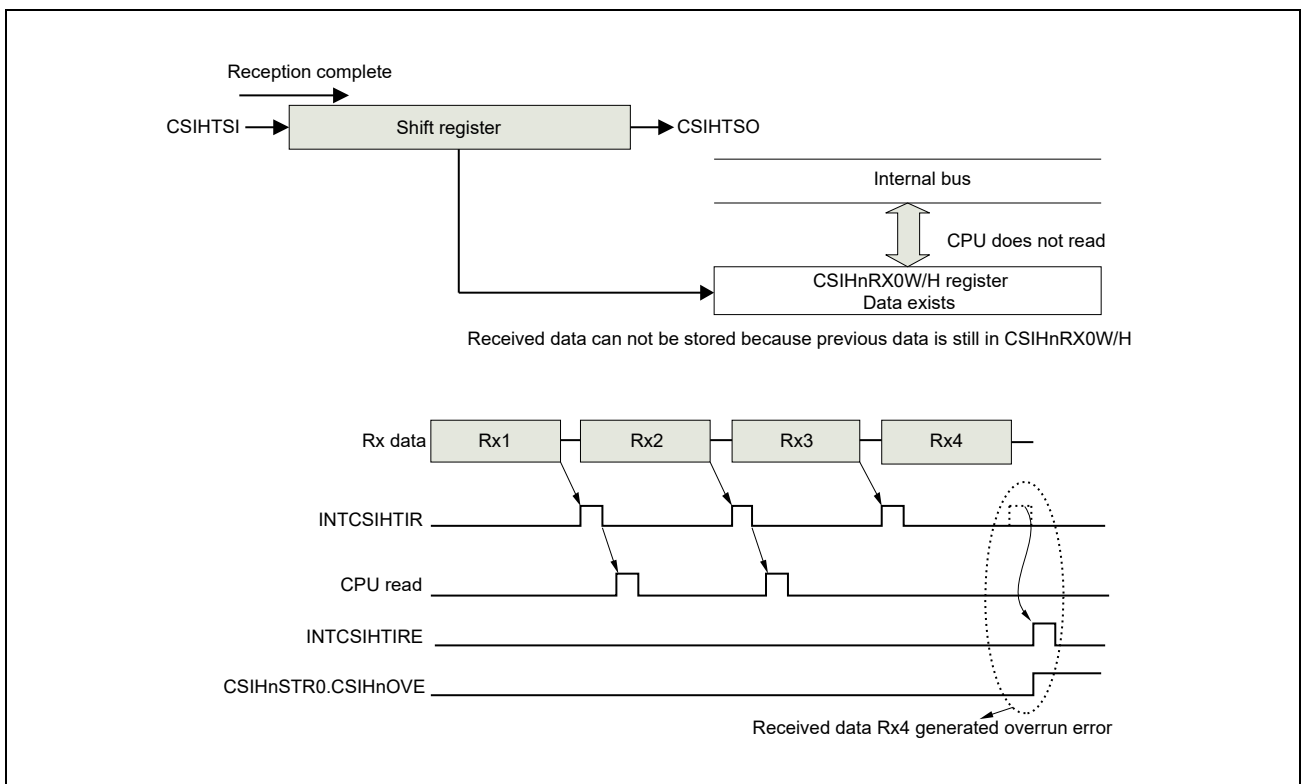 Reception complete
CSIHTSI
Shift register
CSIHTSO
Internal bus
CPU does not read
CSIHnRX0W/H register
Data exists
Received data can not be stored because previous data is still in CSIHnRX0W/H
Rx data
Rx1
Rx2
Rx3
Rx4
INTCSIHTIR
CPU read
INTCSIHTIRE
CSIHnSTR0.CSIHnOVE
Received data Rx4 generated overrun error